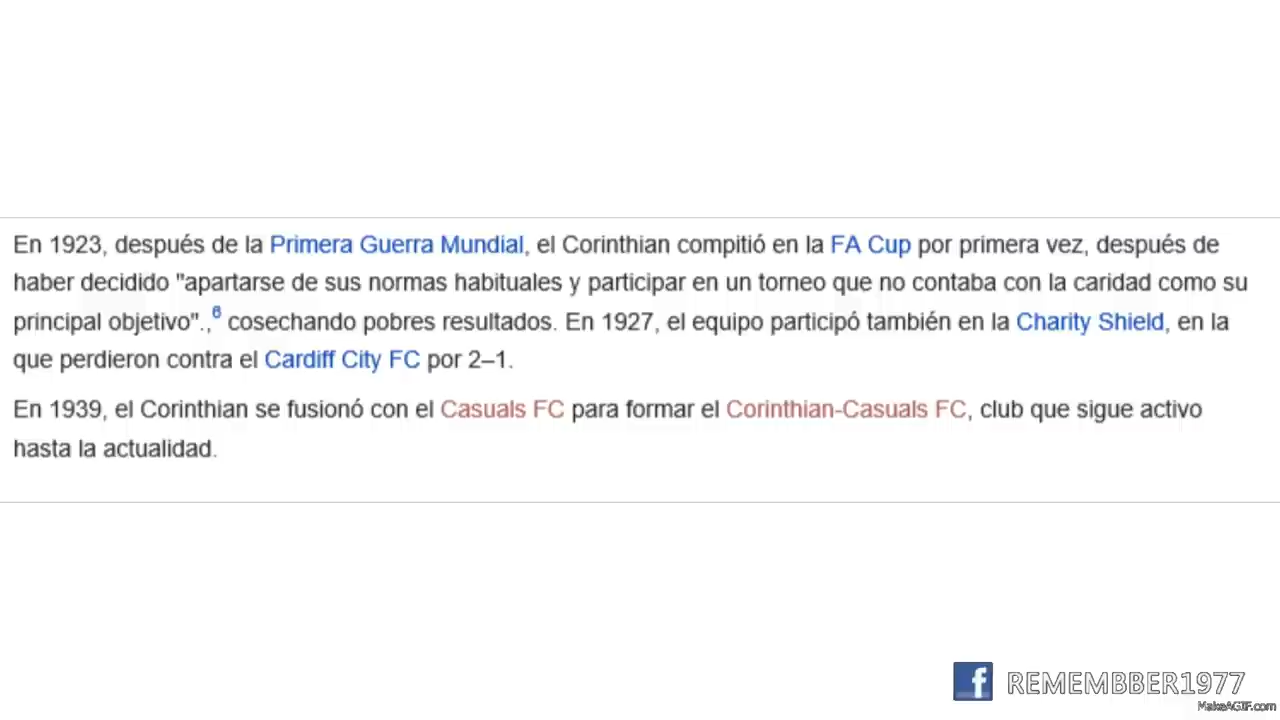 En 1923, después de la Primera Guerra Mundial, el Corinthian compitió en la FA Cup por primera vez, después de
haber decidido "apartarse de sus normas habituales y participar en un torneo que no contaba con la caridad como su
principal objetivo".,6 cosechando pobres resultados. En 1927, el equipo participó también en la Charity Shield, en la
que perdieron contra el Cardiff City FC por 2–1.
En 1939, el Corinthian se fusionó con el Casuals FC para formar el Corinthian-Casuals FC, club que sigue activo
hasta la actualidad.
f REMEMBBER1977
MakeAGIF.com